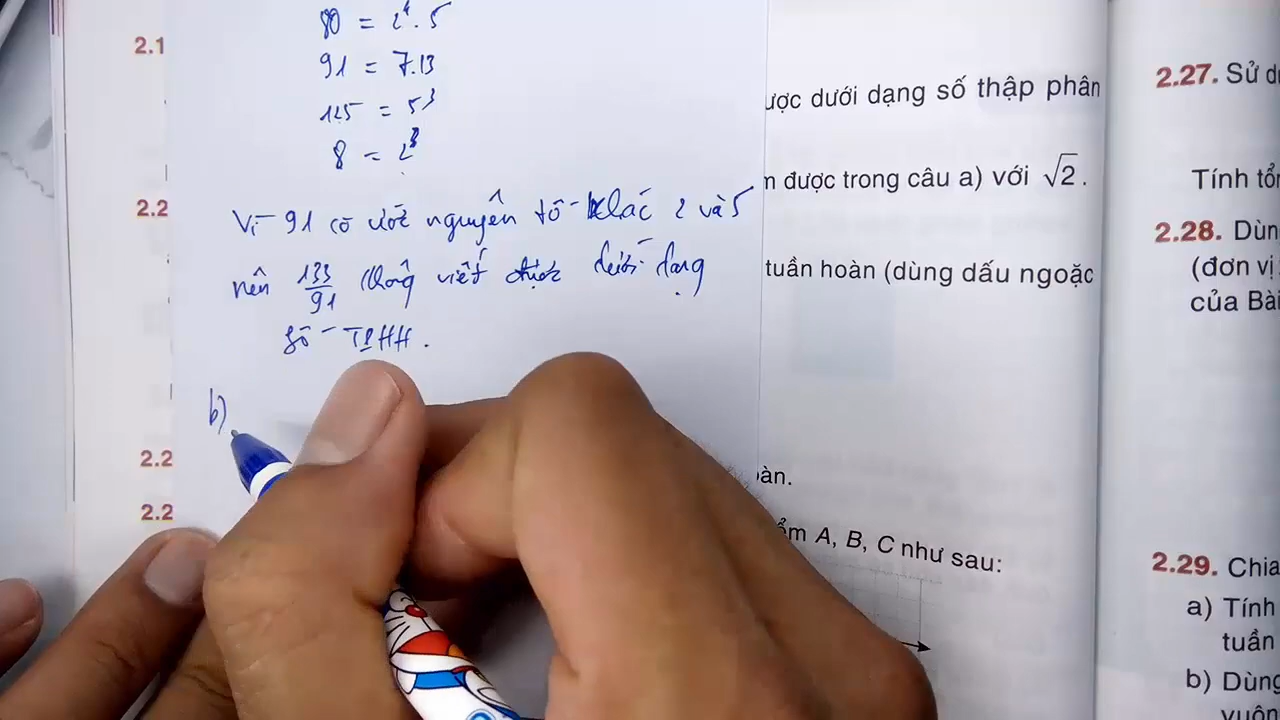 80 = 2⁴. 5
91 = 7.13
125 = 5³
8 = 2³
Vì 91 có ước nguyên tố khác 2 và 5
nên 133/91 không viết được dưới dạng
số TPHH.
b)
2.1
2.2
2.2
2.2
ược dưới dạng số thập phân
m được trong câu a) với √2.
tuần hoàn (dùng dấu ngoặc
àn.
ểm A, B, C như sau:
2.27. Sử d
Tính tổn
2.28. Dùn
(đơn vị
của Bài
2.29. Chia
a) Tính
tuần
b) Dùng
vuôn